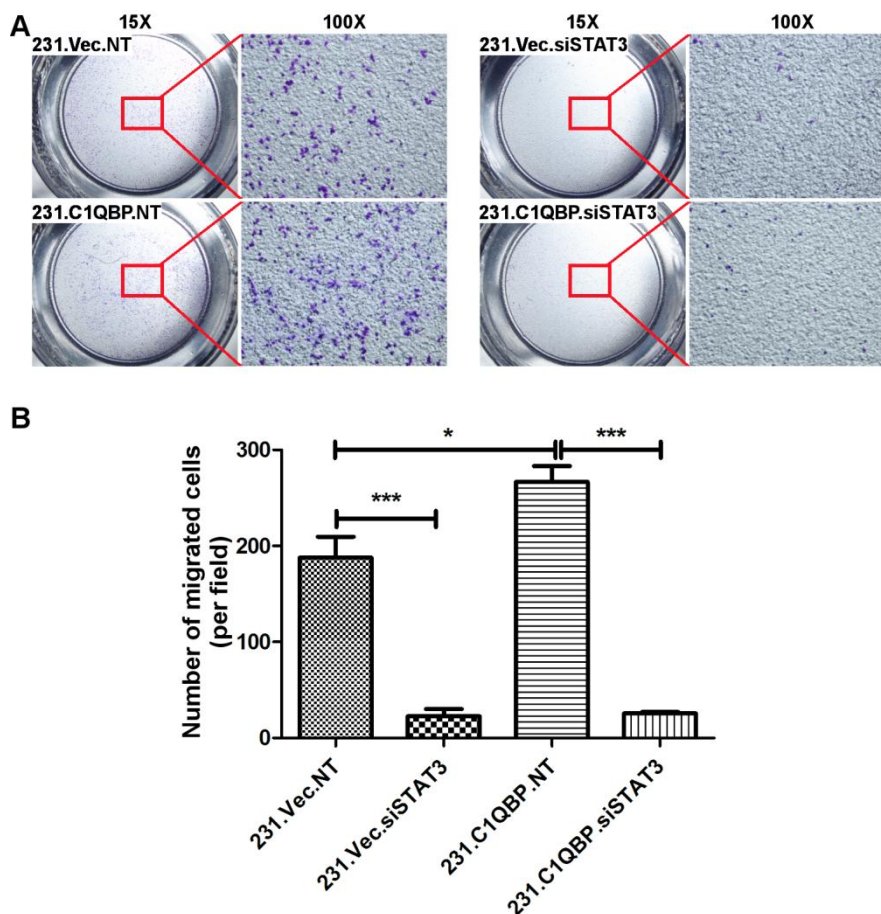 A
15X
100X
15X
100X
231.Vec.NT
231.Vec.siSTAT3
231.C1QBP.NT
231.C1QBP.siSTAT3
B
Number of migrated cells
(per field)
300
200
100
0
*
***
***
231.Vec.NT
231.Vec.siSTAT3
231.C1QBP.NT
231.C1QBP.siSTAT3